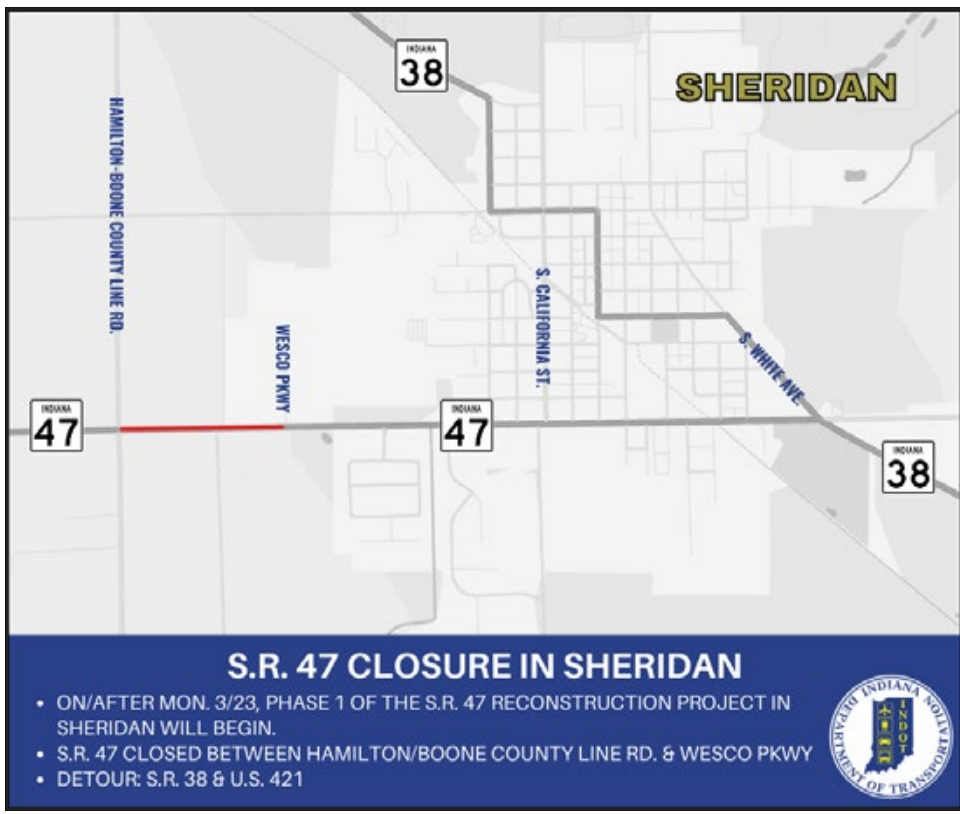 INDIANA
38
SHERIDAN
HAMILTON-BOONE COUNTY LINE RD.
S. CALIFORNIA ST.
WESCO PKWY
S. WHITE AVE.
INDIANA
47
INDIANA
47
INDIANA
38
S.R. 47 CLOSURE IN SHERIDAN
• ON/AFTER MON. 3/23, PHASE 1 OF THE S.R. 47 RECONSTRUCTION PROJECT IN
SHERIDAN WILL BEGIN.
• S.R. 47 CLOSED BETWEEN HAMILTON/BOONE COUNTY LINE RD. & WESCO PKWY
• DETOUR: S.R. 38 & U.S. 421
INDIANA
DEPARTMENT OF TRANSPORTATION
INDOT